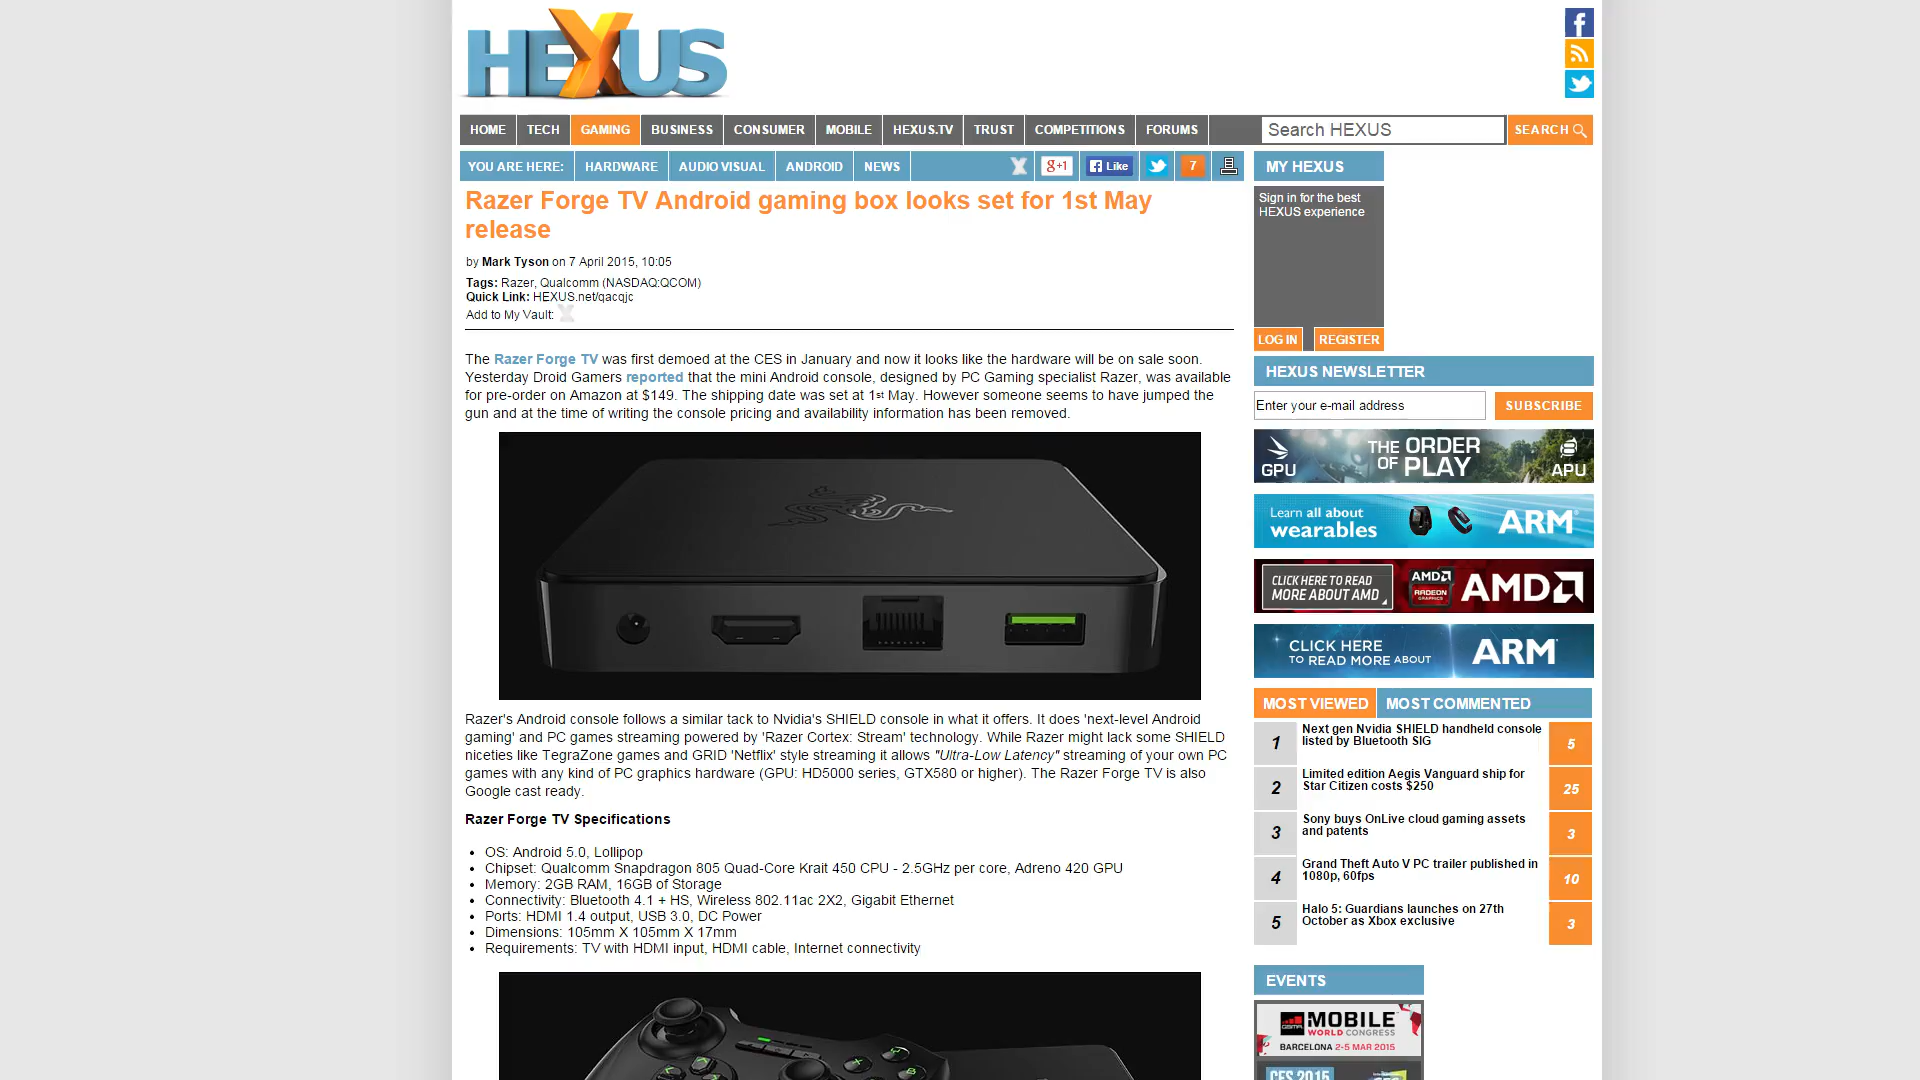 HEXUS
HOME TECH GAMING BUSINESS CONSUMER MOBILE HEXUS.TV TRUST COMPETITIONS FORUMS Search HEXUS SEARCH
YOU ARE HERE: HARDWARE AUDIO VISUAL ANDROID NEWS g+1 Like 7
Razer Forge TV Android gaming box looks set for 1st May
release
by Mark Tyson on 7 April 2015, 10:05
Tags: Razer, Qualcomm (NASDAQ:QCOM)
Quick Link: HEXUS.net/qacqjc
Add to My Vault:
The Razer Forge TV was first demoed at the CES in January and now it looks like the hardware will be on sale soon.
Yesterday Droid Gamers reported that the mini Android console, designed by PC Gaming specialist Razer, was available
for pre-order on Amazon at $149. The shipping date was set at 1st May. However someone seems to have jumped the
gun and at the time of writing the console pricing and availability information has been removed.
Razer's Android console follows a similar tack to Nvidia's SHIELD console in what it offers. It does 'next-level Android
gaming' and PC games streaming powered by 'Razer Cortex: Stream' technology. While Razer might lack some SHIELD
niceties like TegraZone games and GRID 'Netflix' style streaming it allows "Ultra-Low Latency" streaming of your own PC
games with any kind of PC graphics hardware (GPU: HD5000 series, GTX580 or higher). The Razer Forge TV is also
Google cast ready.
Razer Forge TV Specifications
• OS: Android 5.0, Lollipop
• Chipset: Qualcomm Snapdragon 805 Quad-Core Krait 450 CPU - 2.5GHz per core, Adreno 420 GPU
• Memory: 2GB RAM, 16GB of Storage
• Connectivity: Bluetooth 4.1 + HS, Wireless 802.11ac 2X2, Gigabit Ethernet
• Ports: HDMI 1.4 output, USB 3.0, DC Power
• Dimensions: 105mm X 105mm X 17mm
• Requirements: TV with HDMI input, HDMI cable, Internet connectivity
MY HEXUS
Sign in for the best
HEXUS experience
LOG IN REGISTER
HEXUS NEWSLETTER
Enter your e-mail address SUBSCRIBE
GPU THE ORDER OF PLAY APU
Learn all about
wearables ARM
CLICK HERE TO READ
MORE ABOUT AMD AMD RADEON GRAPHICS AMD
CLICK HERE
TO READ MORE ABOUT ARM
MOST VIEWED MOST COMMENTED
1 Next gen Nvidia SHIELD handheld console
listed by Bluetooth SIG 5
2 Limited edition Aegis Vanguard ship for
Star Citizen costs $250 25
3 Sony buys OnLive cloud gaming assets
and patents 3
4 Grand Theft Auto V PC trailer published in
1080p, 60fps 10
5 Halo 5: Guardians launches on 27th
October as Xbox exclusive 3
EVENTS
GSMA MOBILE
WORLD CONGRESS
BARCELONA 2-5 MAR 2015
CES 2015